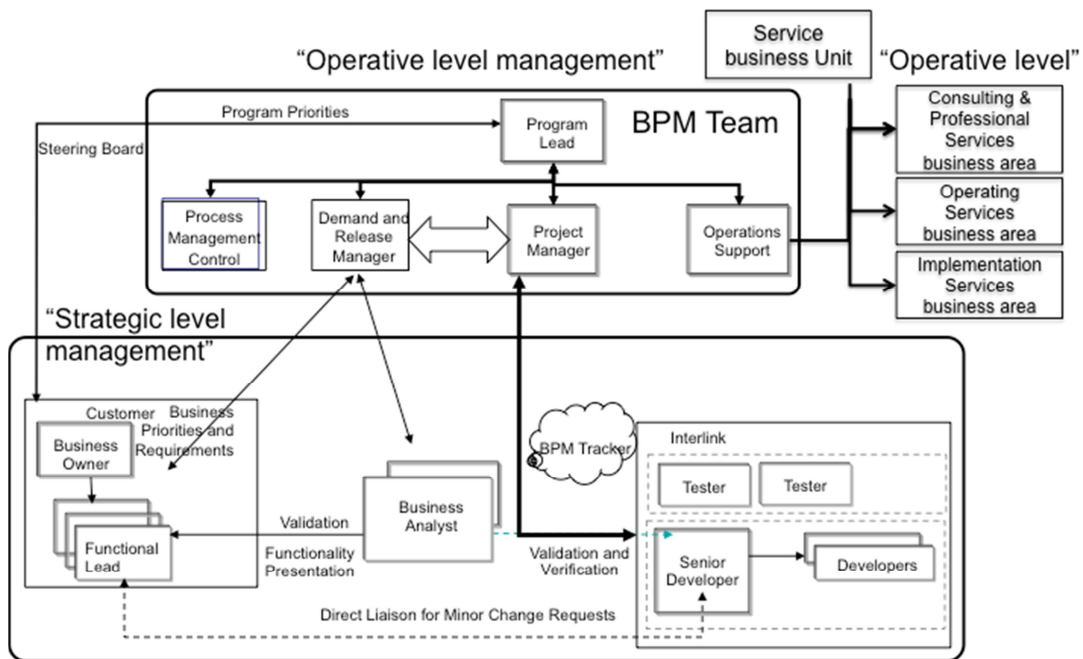 Service
business Unit
“Operative level management”
“Operative level”
Program Priorities
Steering Board
Program
Lead
BPM Team
Consulting &
Professional
Services
business area
Process
Management
Control
Demand and
Release
Manager
Project
Manager
Operations
Support
Operating
Services
business area
Implementation
Services
business area
“Strategic level
management”
Customer
Business
Priorities and
Requirements
Business
Owner
Functional
Lead
Validation
Functionality
Presentation
Business
Analyst
BPM Tracker
Validation and
Verification
Interlink
Tester
Tester
Senior
Developer
Developers
Direct Liaison for Minor Change Requests